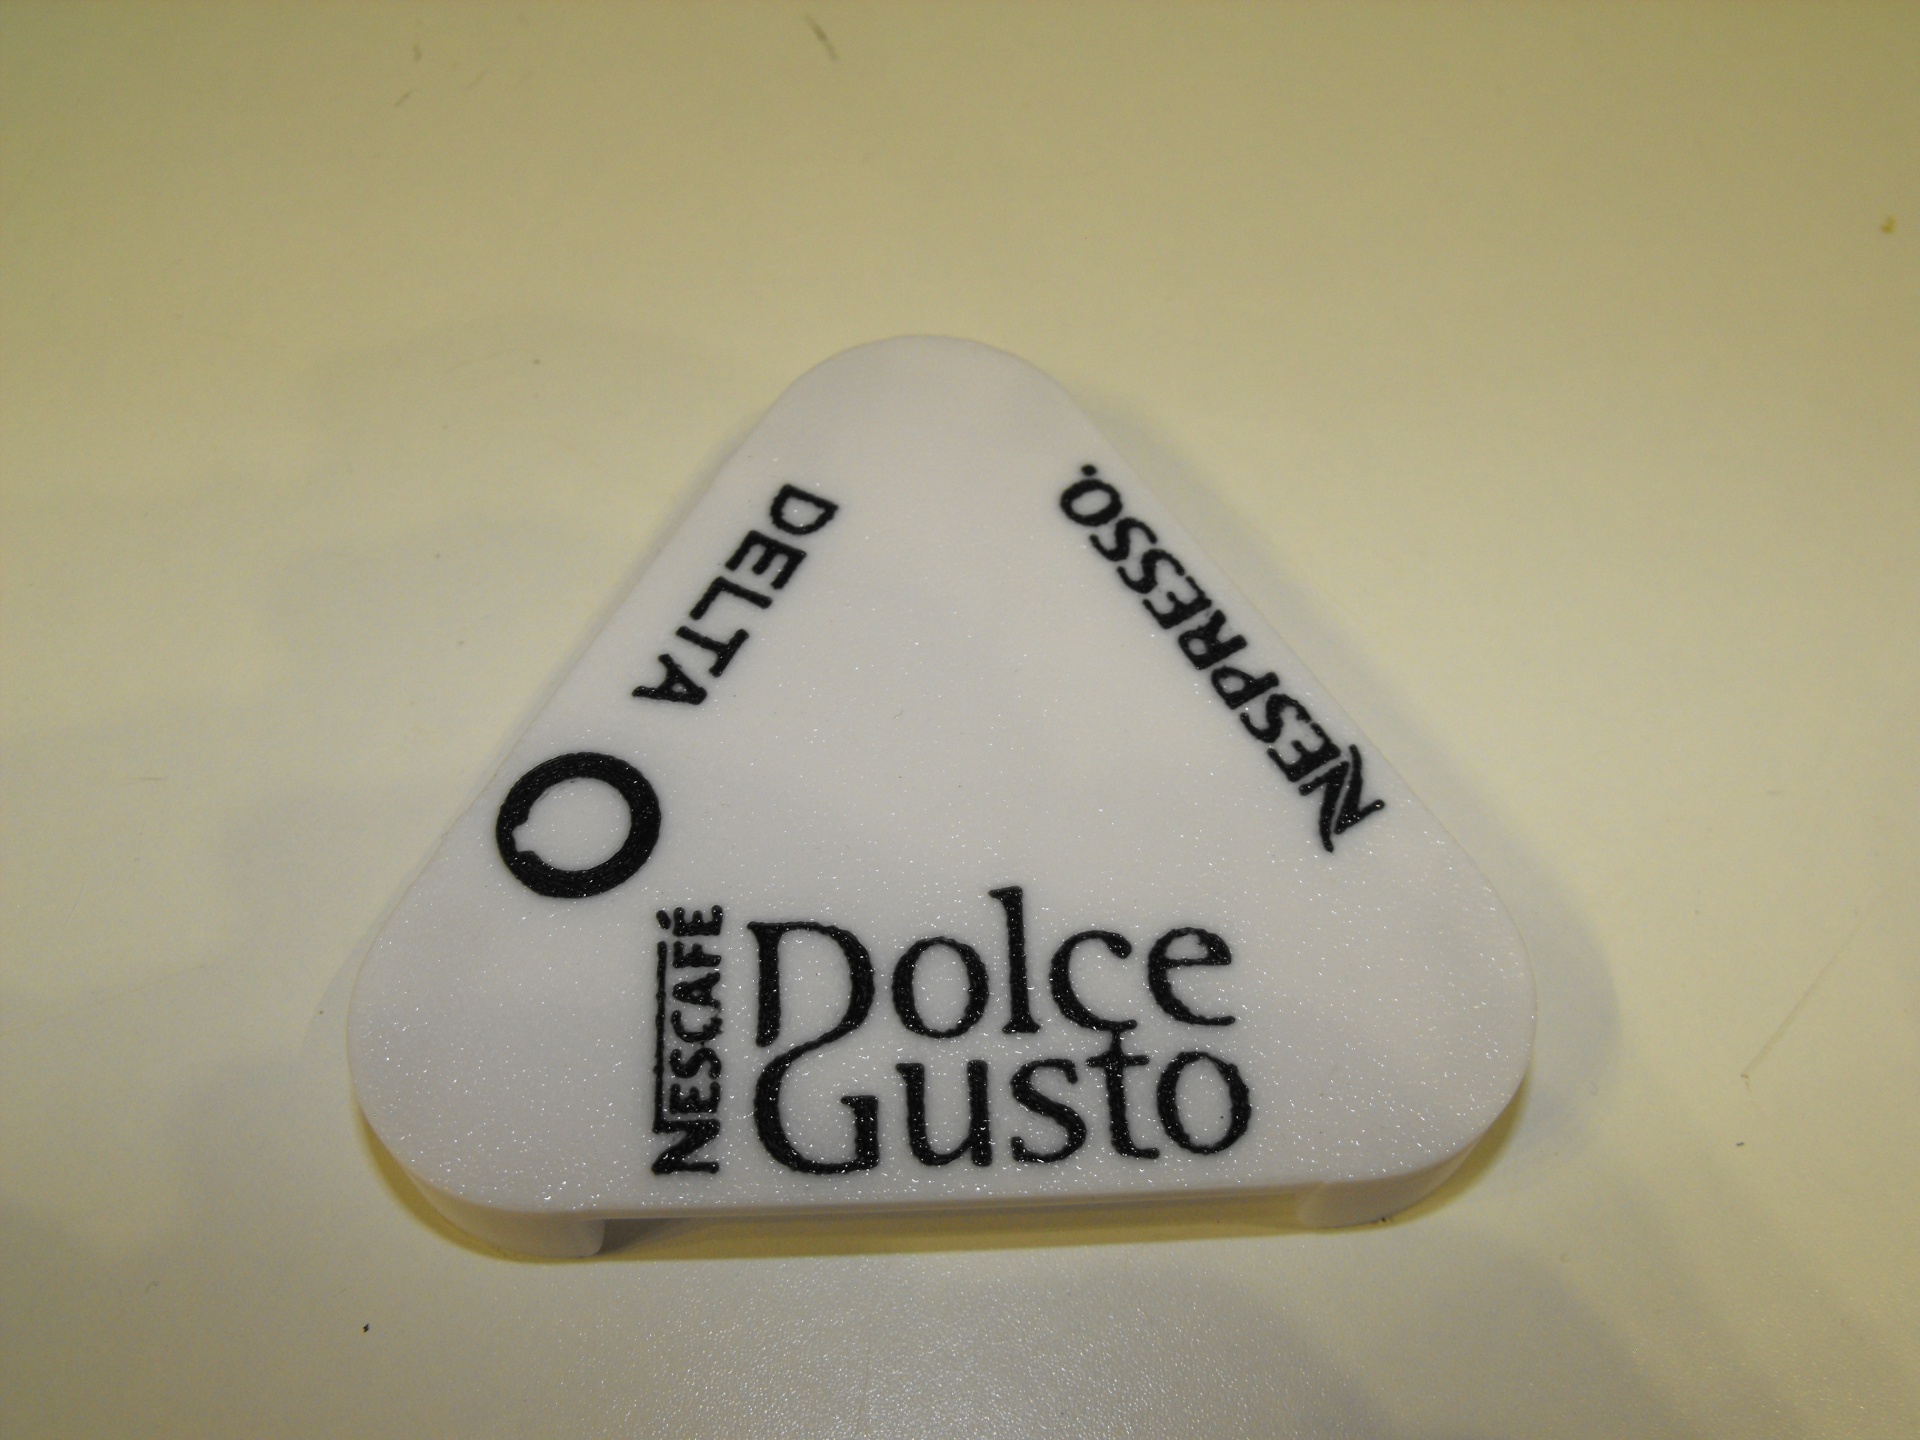 DELTA
NESPRESSO.
NESCAFÉ
Dolce
Gusto